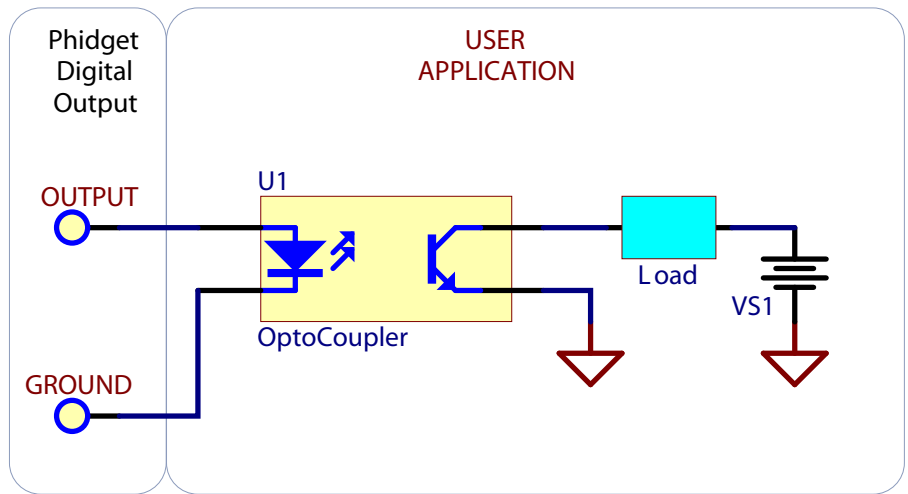 Phidget
Digital
Output
USER
APPLICATION
U1
OUTPUT
Load
VS1
OptoCoupler
GROUND